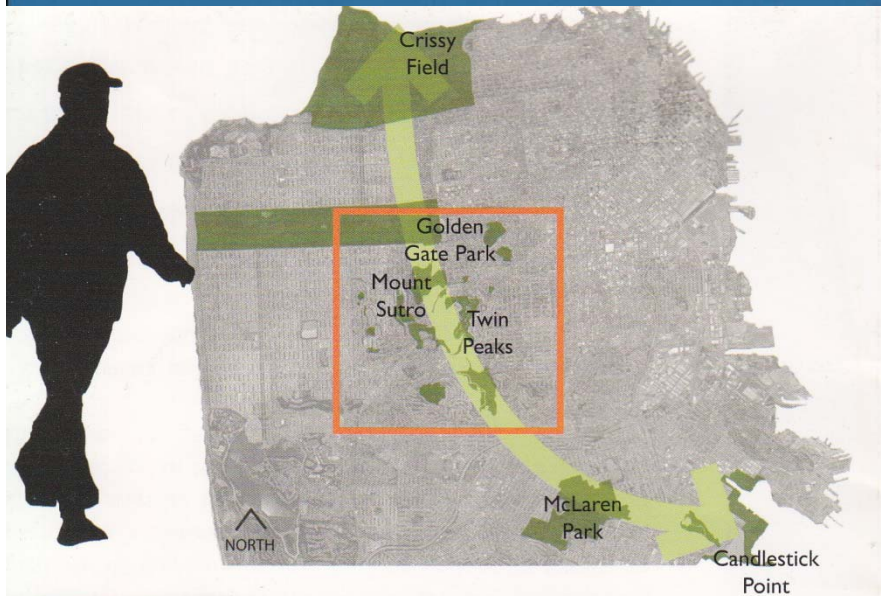 Crissy
Field
Golden
Gate Park
Mount
Sutro
Twin
Peaks
McLaren
Park
NORTH
Candlestick
Point